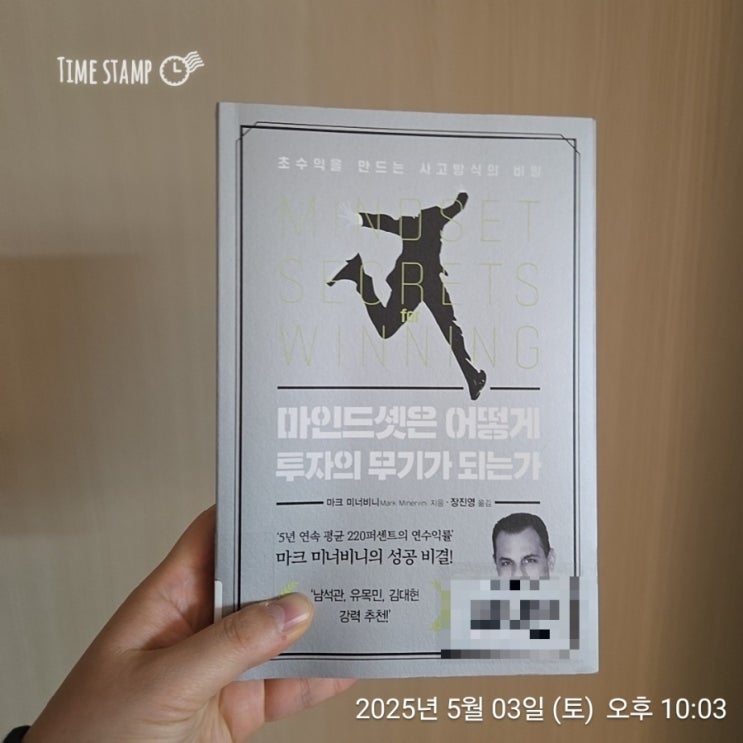 TIME STAMP
초수익을 만드는 사고방식의 비밀
MINDSET
SECRETS
for
WINNING
마인드셋은 어떻게
투자의 무기가 되는가
마크 미너비니 Mark Minervini 지음 · 장진영 옮김
'5년 연속 평균 220퍼센트의 연수익률'
마크 미너비니의 성공 비결!
'남석관, 유목민, 김대현
강력 추천!'
2025년 5월 03일 (토) 오후 10:03